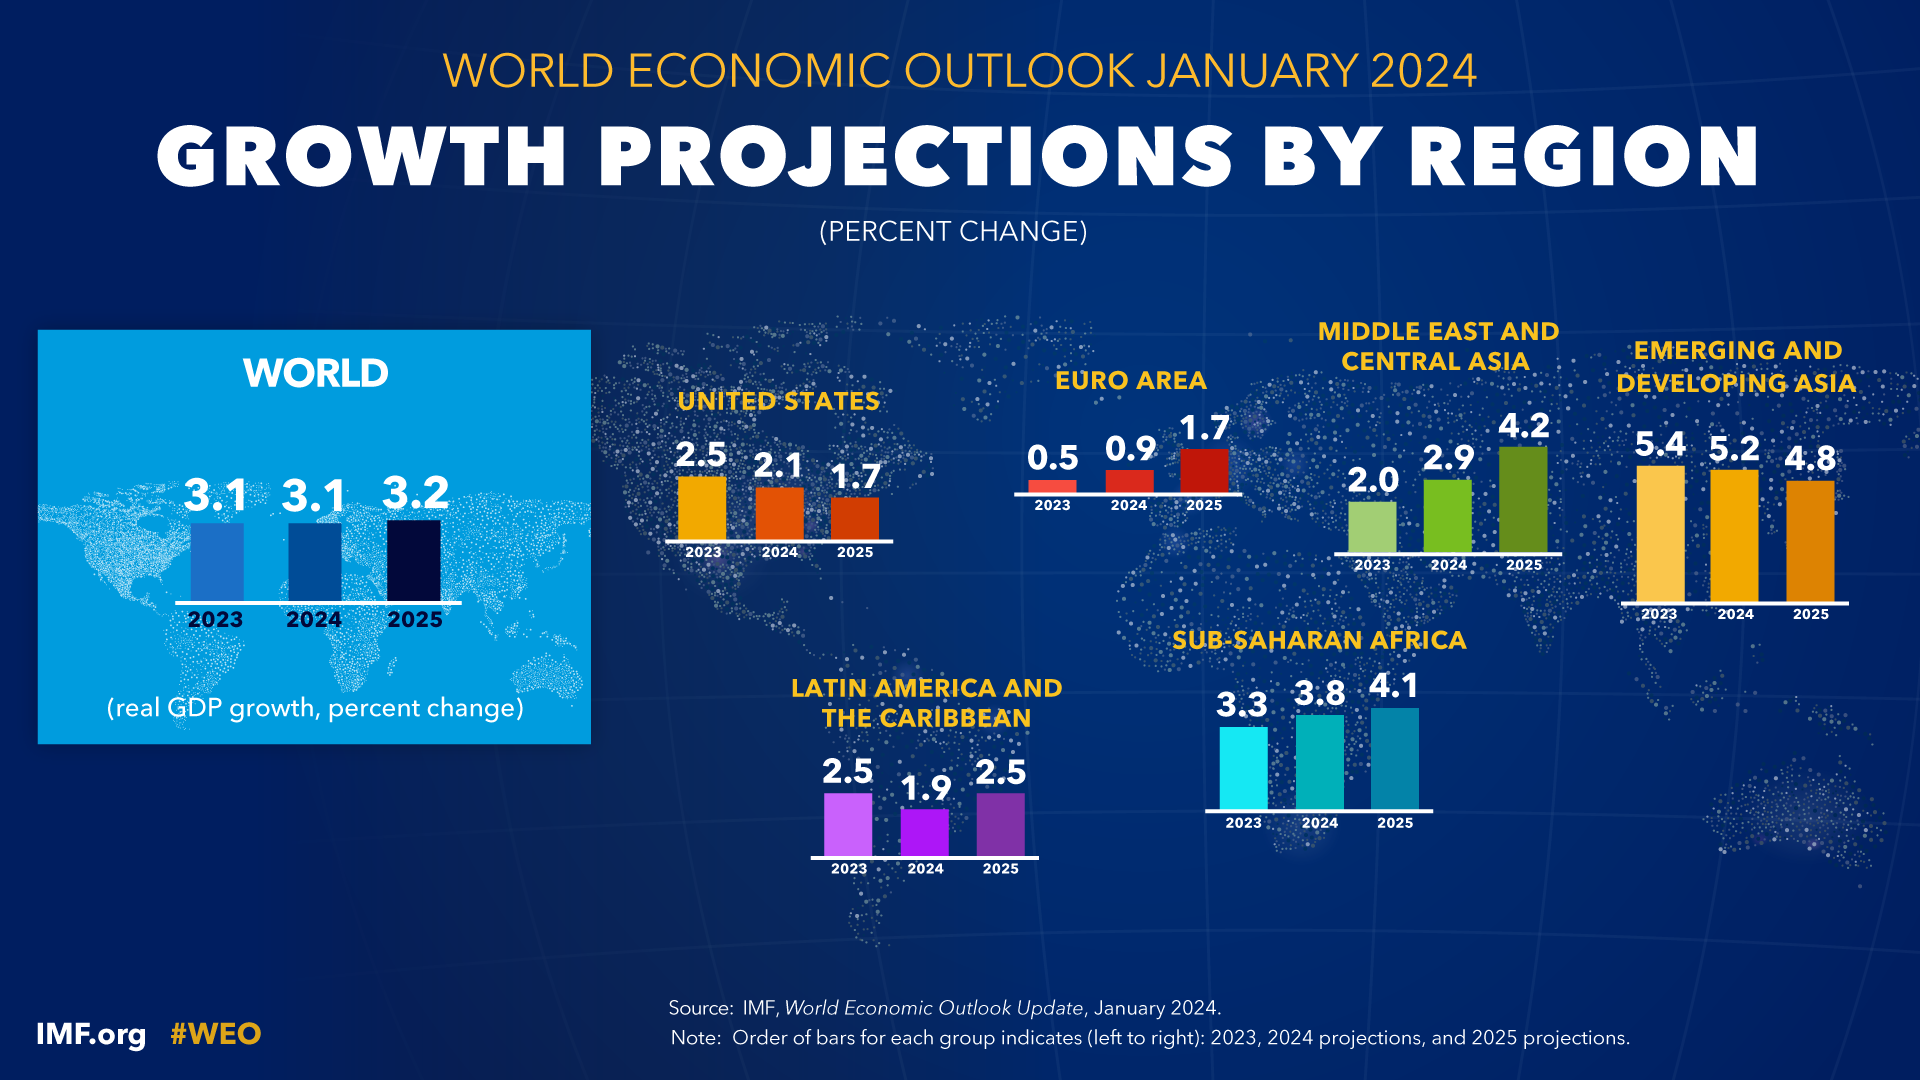 WORLD ECONOMIC OUTLOOK JANUARY 2024
GROWTH PROJECTIONS BY REGION
(PERCENT CHANGE)
WORLD
3.1 3.1 3.2
2023 2024 2025
(real GDP growth, percent change)
UNITED STATES
2.5 2.1 1.7
2023 2024 2025
EURO AREA
0.5 0.9 1.7
2023 2024 2025
MIDDLE EAST AND
CENTRAL ASIA
2.0 2.9 4.2
2023 2024 2025
EMERGING AND
DEVELOPING ASIA
5.4 5.2 4.8
2023 2024 2025
LATIN AMERICA AND
THE CARIBBEAN
2.5 1.9 2.5
2023 2024 2025
SUB-SAHARAN AFRICA
3.3 3.8 4.1
2023 2024 2025
Source: IMF, World Economic Outlook Update, January 2024.
Note: Order of bars for each group indicates (left to right): 2023, 2024 projections, and 2025 projections.
IMF.org #WEO